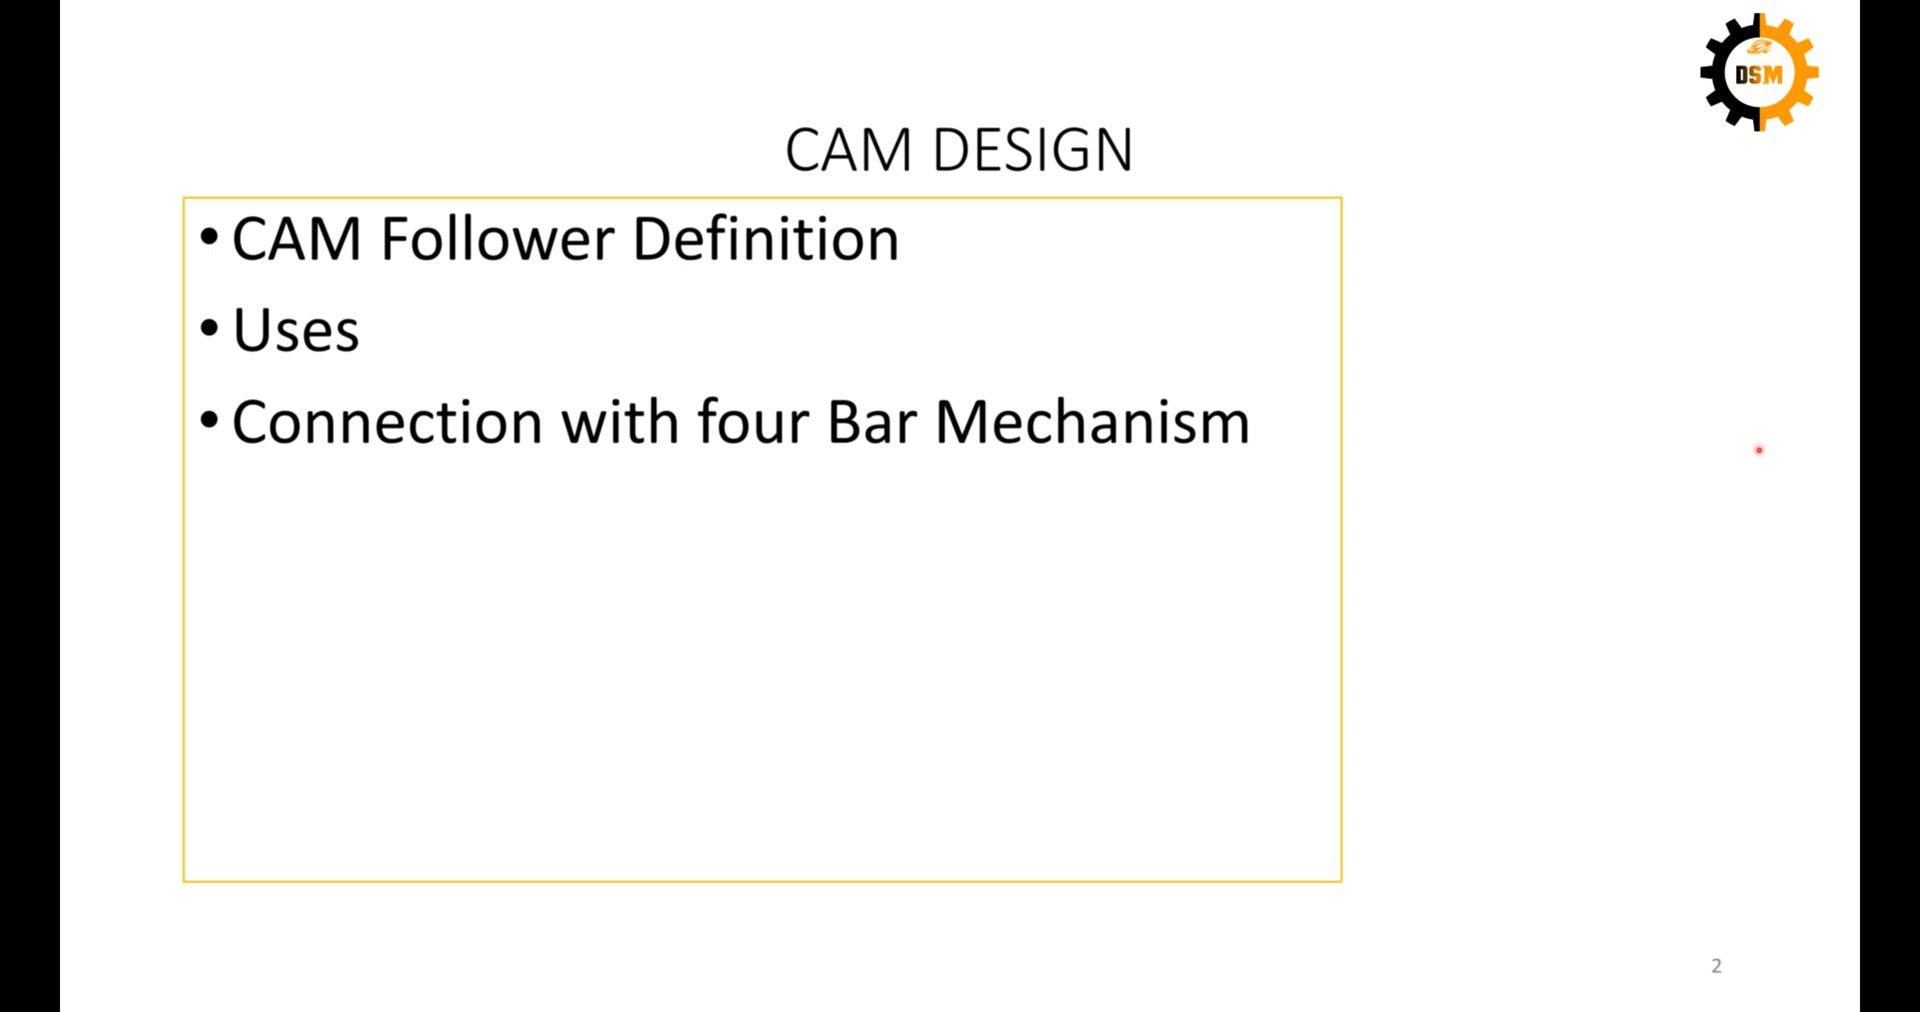 DSM
CAM DESIGN
• CAM Follower Definition
• Uses
• Connection with four Bar Mechanism
2